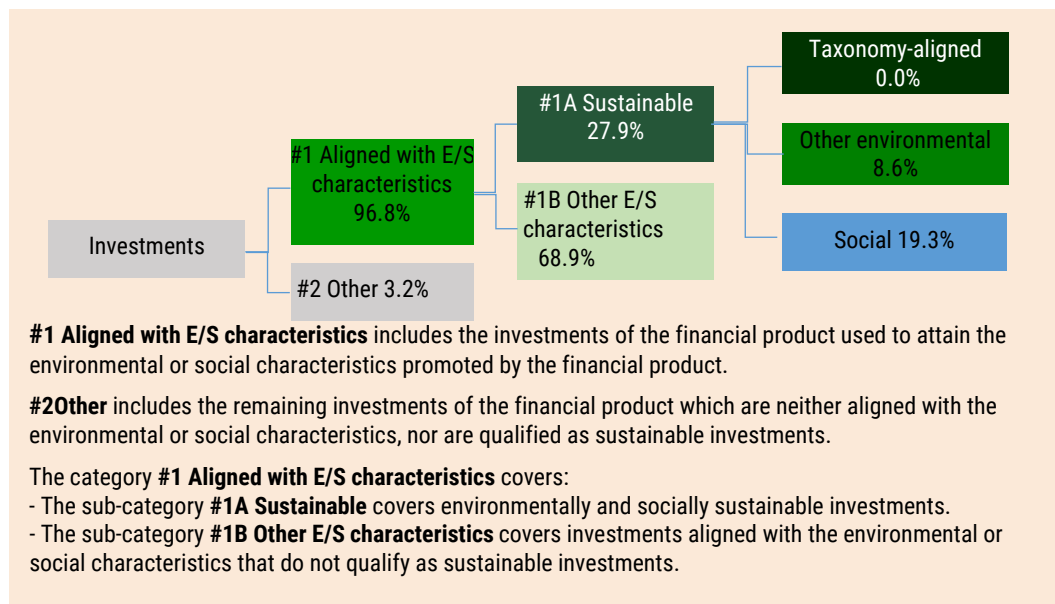 Investments
#1 Aligned with E/S
characteristics
96.8%
#2 Other 3.2%
#1A Sustainable
27.9%
#1B Other E/S
characteristics
68.9%
Taxonomy-aligned
0.0%
Other environmental
8.6%
Social 19.3%
#1 Aligned with E/S characteristics includes the investments of the financial product used to attain the
environmental or social characteristics promoted by the financial product.
#2Other includes the remaining investments of the financial product which are neither aligned with the
environmental or social characteristics, nor are qualified as sustainable investments.
The category #1 Aligned with E/S characteristics covers:
- The sub-category #1A Sustainable covers environmentally and socially sustainable investments.
- The sub-category #1B Other E/S characteristics covers investments aligned with the environmental or
social characteristics that do not qualify as sustainable investments.